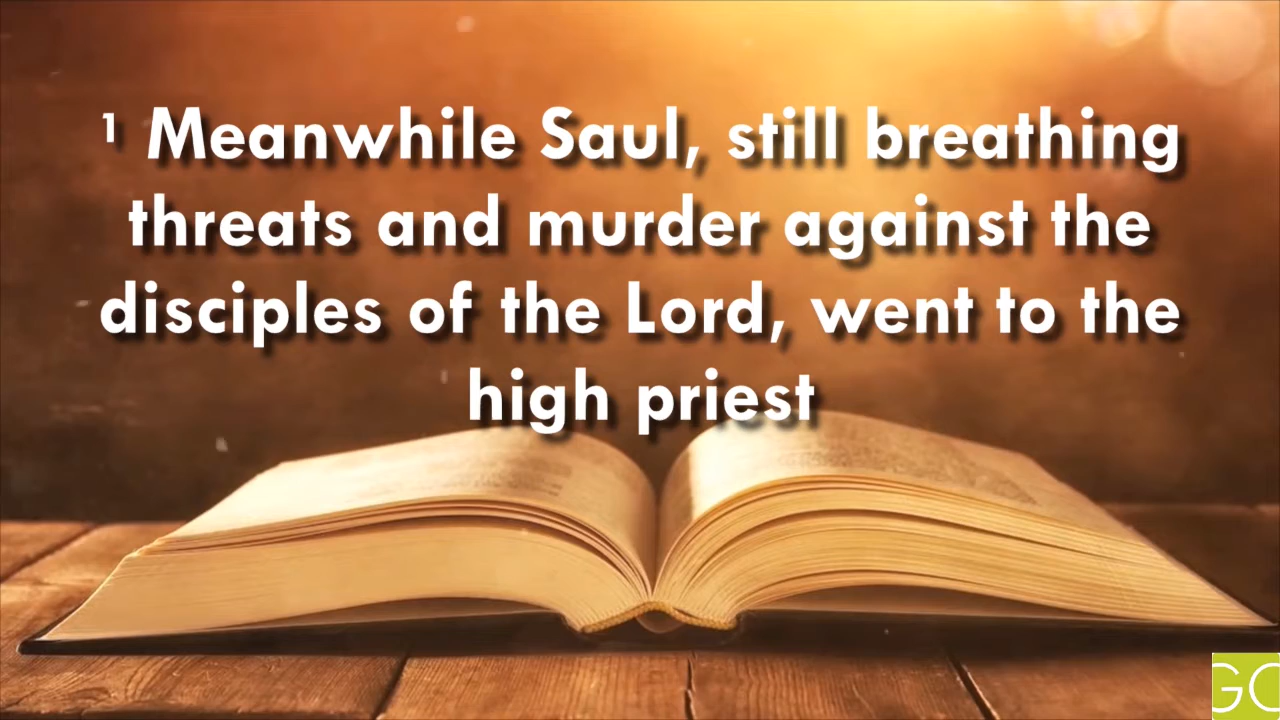 ¹ Meanwhile Saul, still breathing
threats and murder against the
disciples of the Lord, went to the
high priest
GC